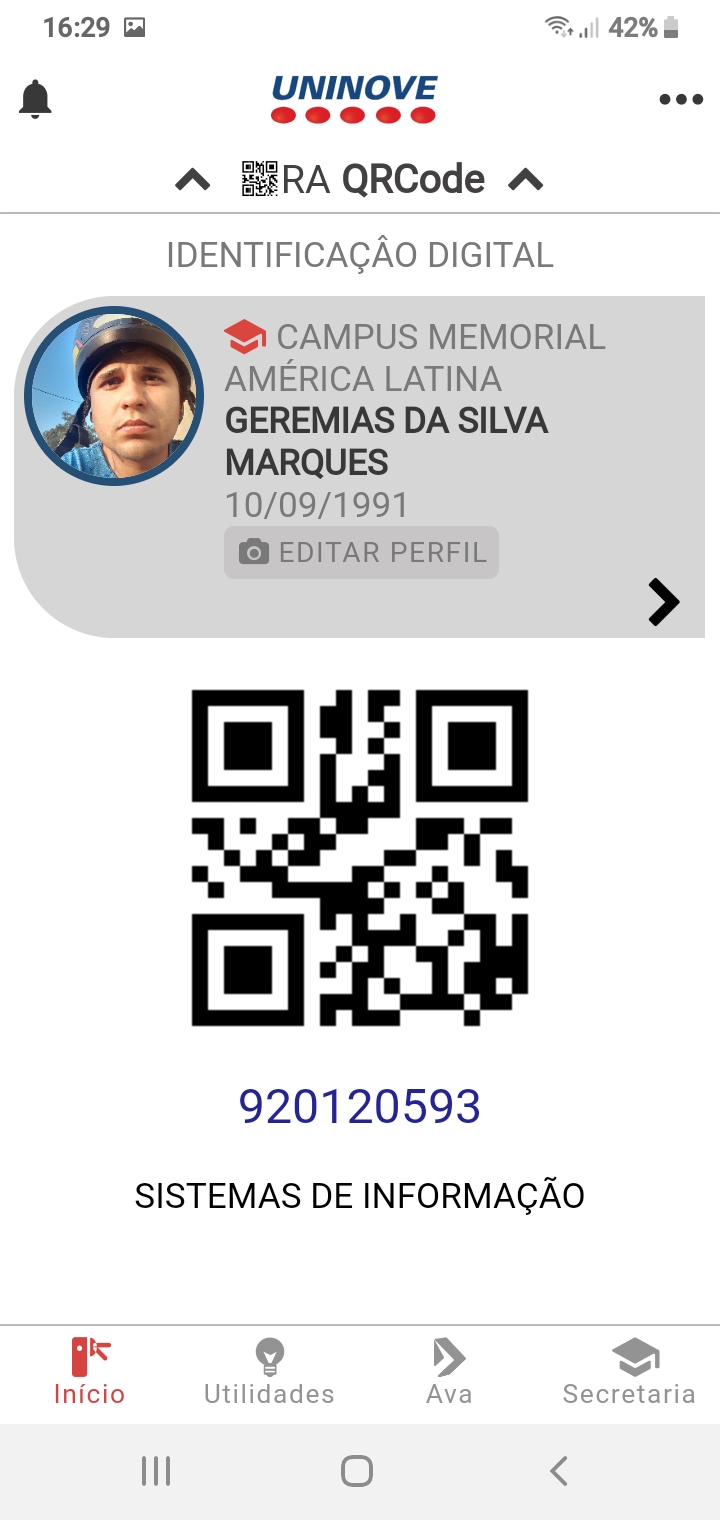 16:29
42%
UNINOVE
RA QRCode
IDENTIFICAÇÂO DIGITAL
CAMPUS MEMORIAL
AMÉRICA LATINA
GEREMIAS DA SILVA
MARQUES
10/09/1991
EDITAR PERFIL
920120593
SISTEMAS DE INFORMAÇÃO
Início
Utilidades
Ava
Secretaria